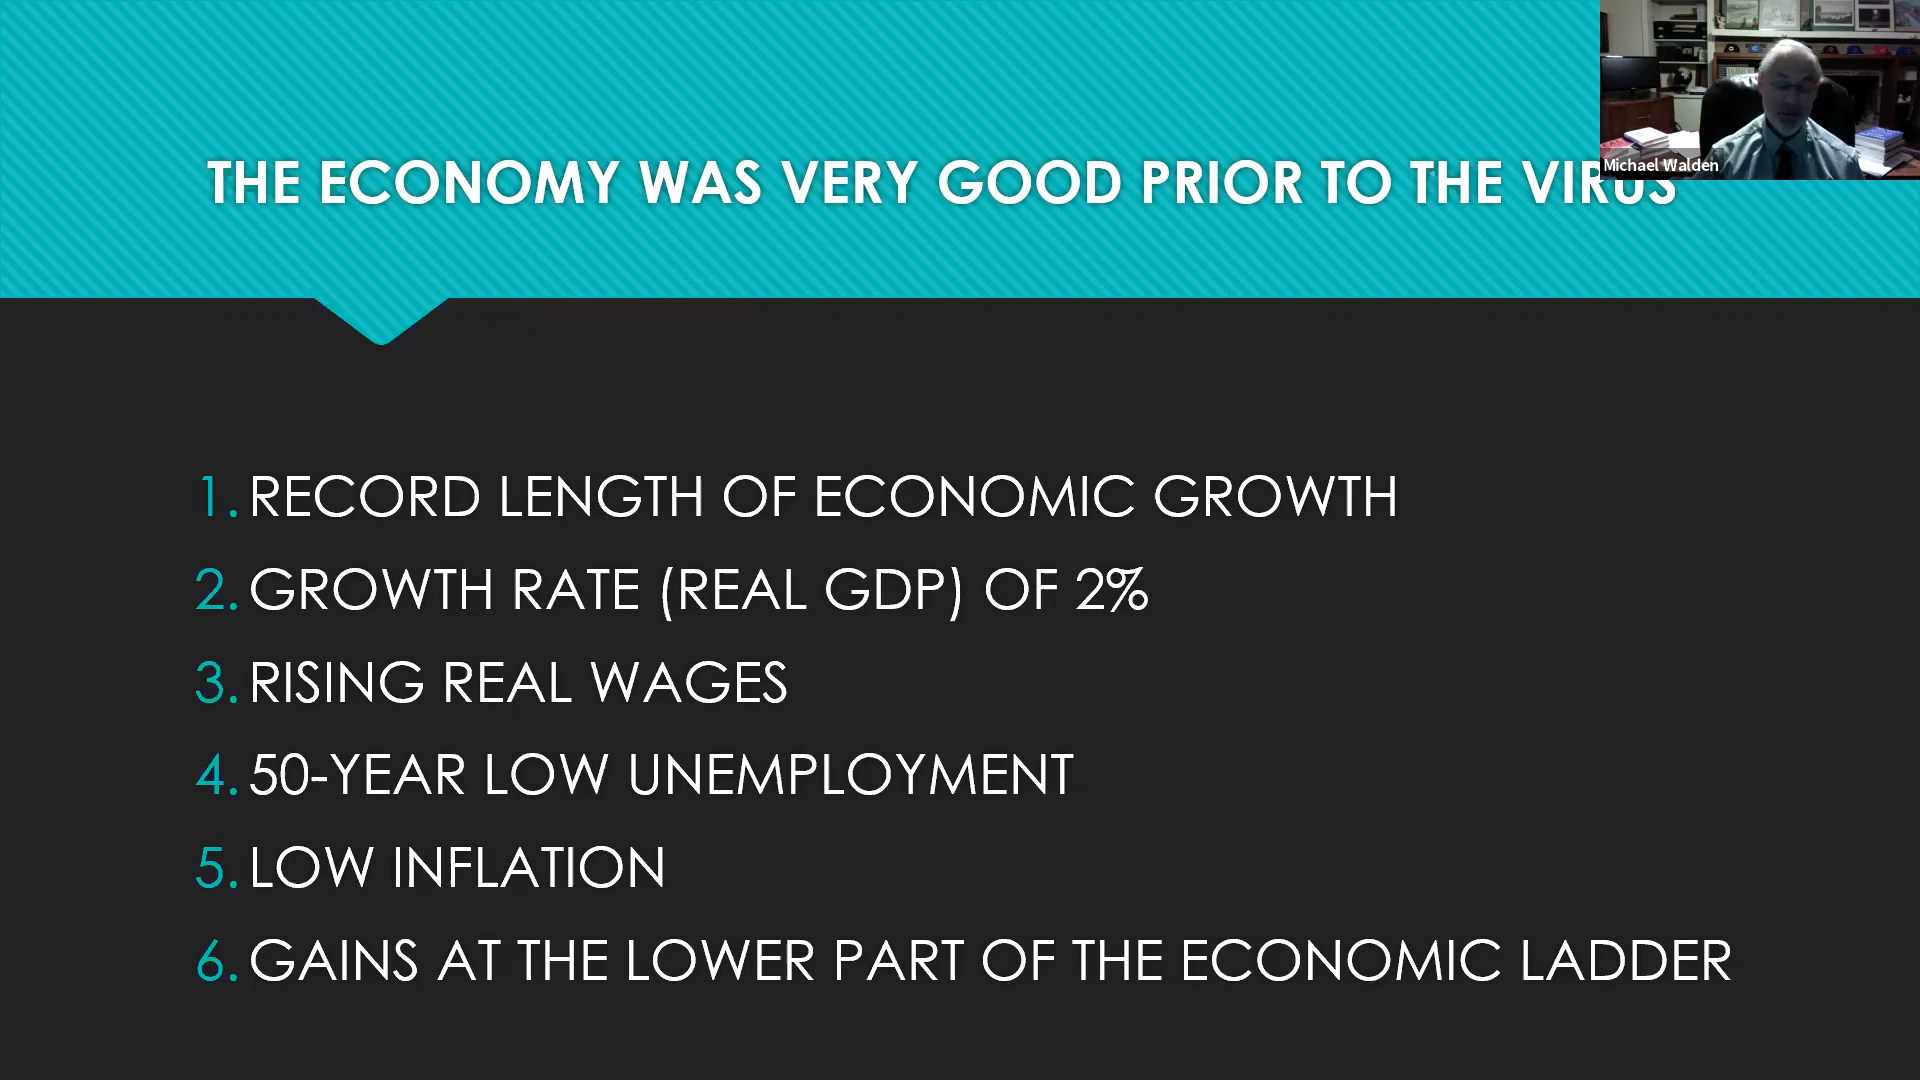 THE ECONOMY WAS VERY GOOD PRIOR TO THE VIRUS
Michael Walden
1. RECORD LENGTH OF ECONOMIC GROWTH
2. GROWTH RATE (REAL GDP) OF 2%
3. RISING REAL WAGES
4. 50-YEAR LOW UNEMPLOYMENT
5. LOW INFLATION
6. GAINS AT THE LOWER PART OF THE ECONOMIC LADDER